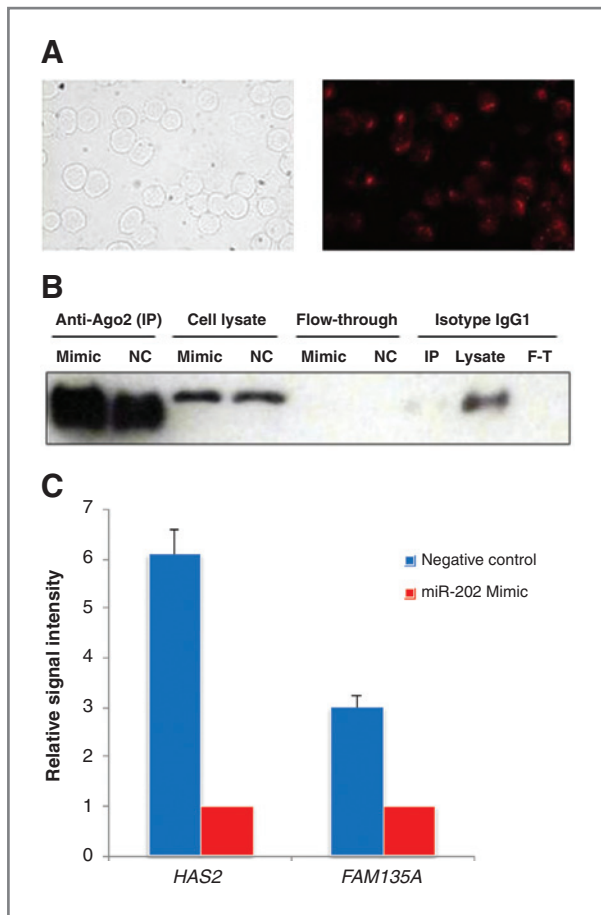 A
B
Anti-Ago2 (IP) Cell lysate Flow-through Isotype IgG1
Mimic NC Mimic NC Mimic NC IP Lysate F-T
C
7
6
5
4
3
2
1
0
Relative signal intensity
Negative control
miR-202 Mimic
HAS2 FAM135A